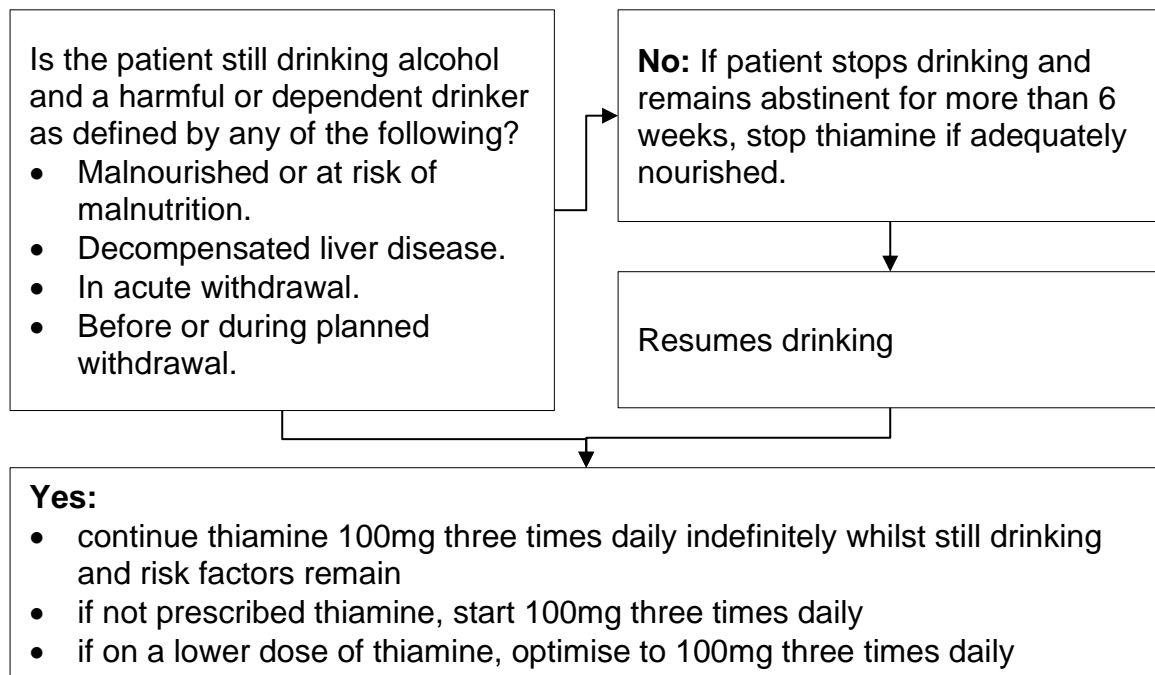 Is the patient still drinking alcohol
and a harmful or dependent drinker
as defined by any of the following?
• Malnourished or at risk of
malnutrition.
• Decompensated liver disease.
• In acute withdrawal.
• Before or during planned
withdrawal.
No: If patient stops drinking and
remains abstinent for more than 6
weeks, stop thiamine if adequately
nourished.
Resumes drinking
Yes:
• continue thiamine 100mg three times daily indefinitely whilst still drinking
and risk factors remain
• if not prescribed thiamine, start 100mg three times daily
• if on a lower dose of thiamine, optimise to 100mg three times daily